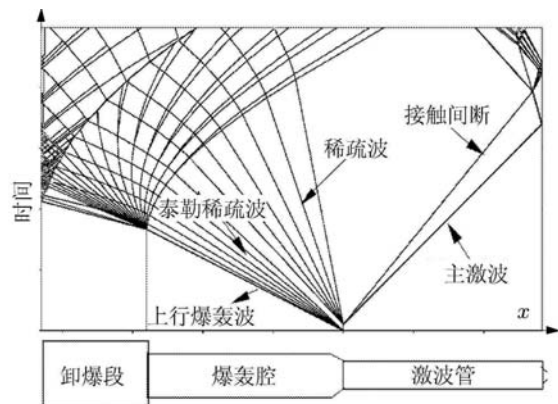 接触间断
稀疏波
时间
泰勒稀疏波
主激波
上行爆轰波
x
卸爆段
爆轰腔
激波管